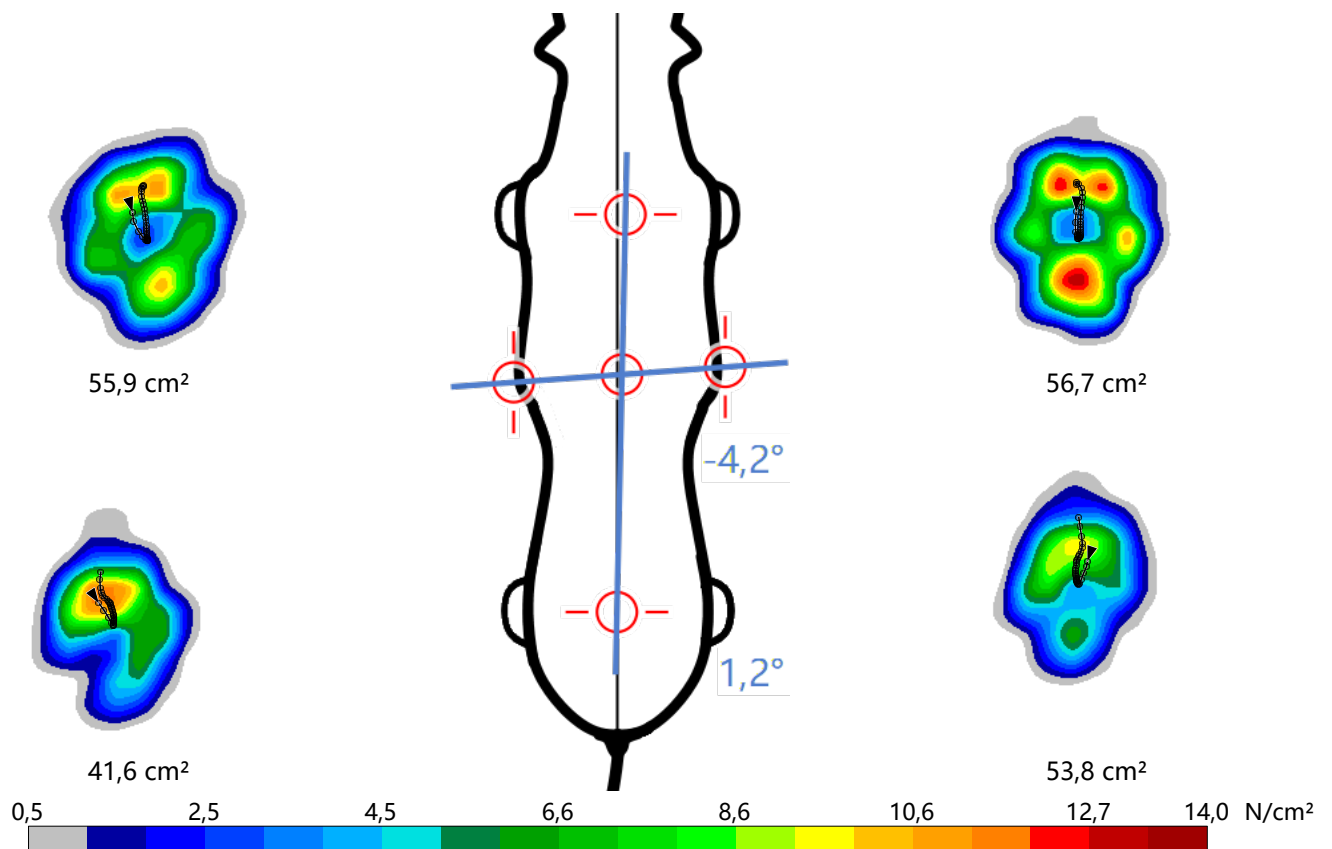 55,9 cm²
56,7 cm²
-4,2°
1,2°
41,6 cm²
53,8 cm²
0,5 2,5 4,5 6,6 8,6 10,6 12,7 14,0 N/cm²